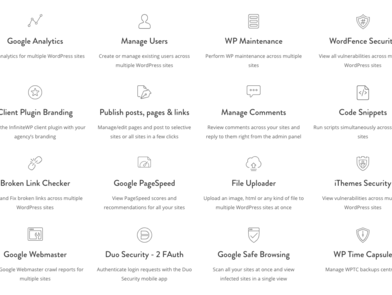 Google Analytics
analytics for multiple WordPress sites
Manage Users
Create or manage existing users across
multiple WordPress sites
WP Maintenance
Perform WP maintenance across multiple
sites
WordFence Securit
View all vulnerabilities across m
WordPress sites
Client Plugin Branding
the InfiniteWP client plugin with your
agency's branding
Publish posts, pages & links
Manage/edit pages and post to selective
sites or all sites in a few clicks
Manage Comments
Review comments across your sites and
reply to them right from the admin panel
Code Snippets
Run scripts simultaneously across
sites
Broken Link Checker
and Fix broken links across multiple
WordPress sites
Google PageSpeed
View PageSpeed scores and
recommendations for all your sites
File Uploader
Upload an image, html or any kind of file to
multiple WordPress sites at once
iThemes Security
View vulnerabilities across mu
WordPress sites
Google Webmaster
Google Webmaster crawl reports for
multiple sites
Duo Security - 2 FAuth
Authenticate login requests with the Duo
Security mobile app
Google Safe Browsing
Scan all your sites at once and view
infected sites in a single view
WP Time Capsule
Manage WPTC backups cent